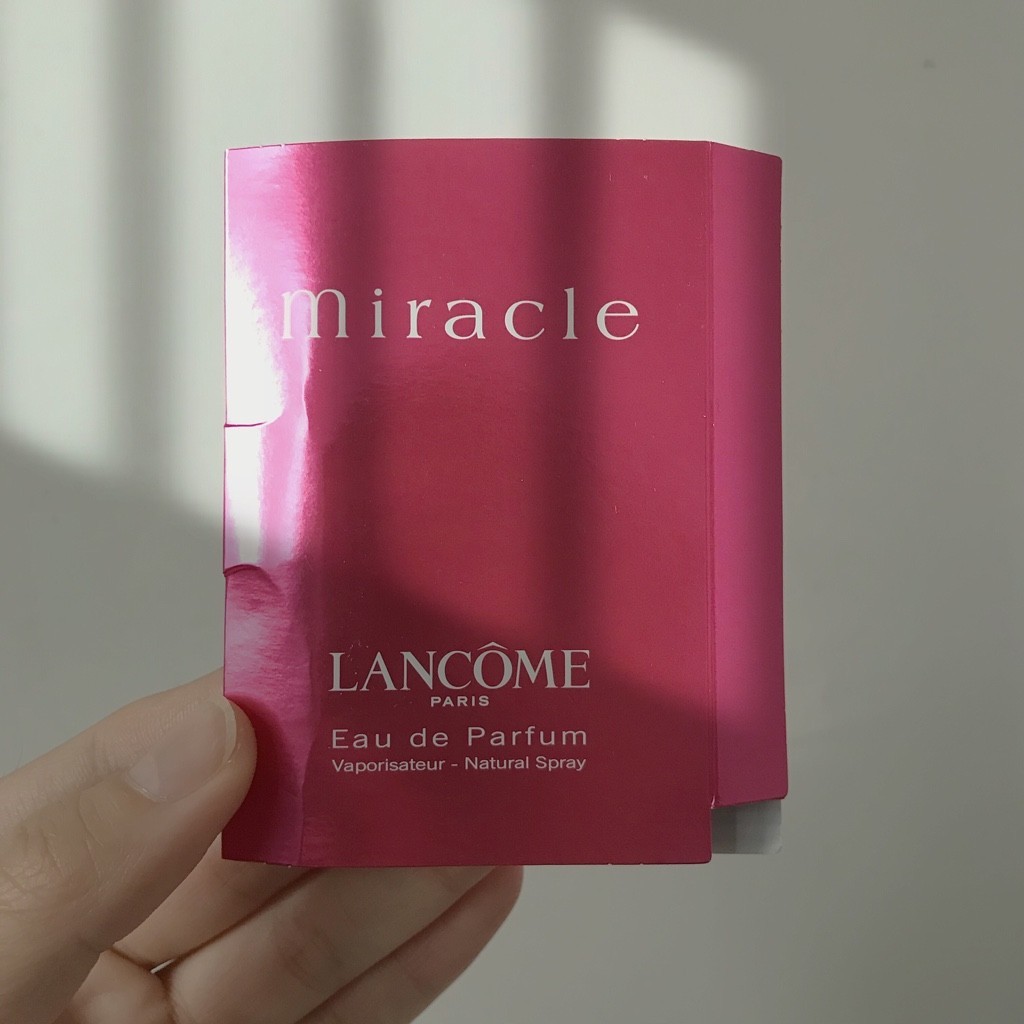 miracle
LANCÔME
PARIS
Eau de Parfum
Vaporisateur - Natural Spray